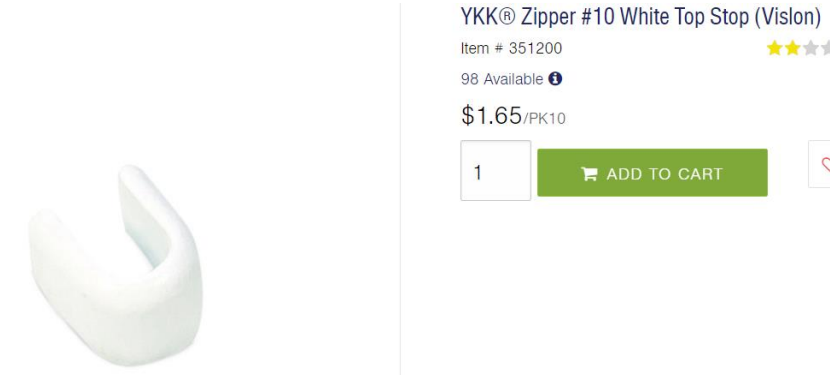 YKK® Zipper #10 White Top Stop (Vislon)
Item # 351200
98 Available
$1.65/PK10
1
ADD TO CART